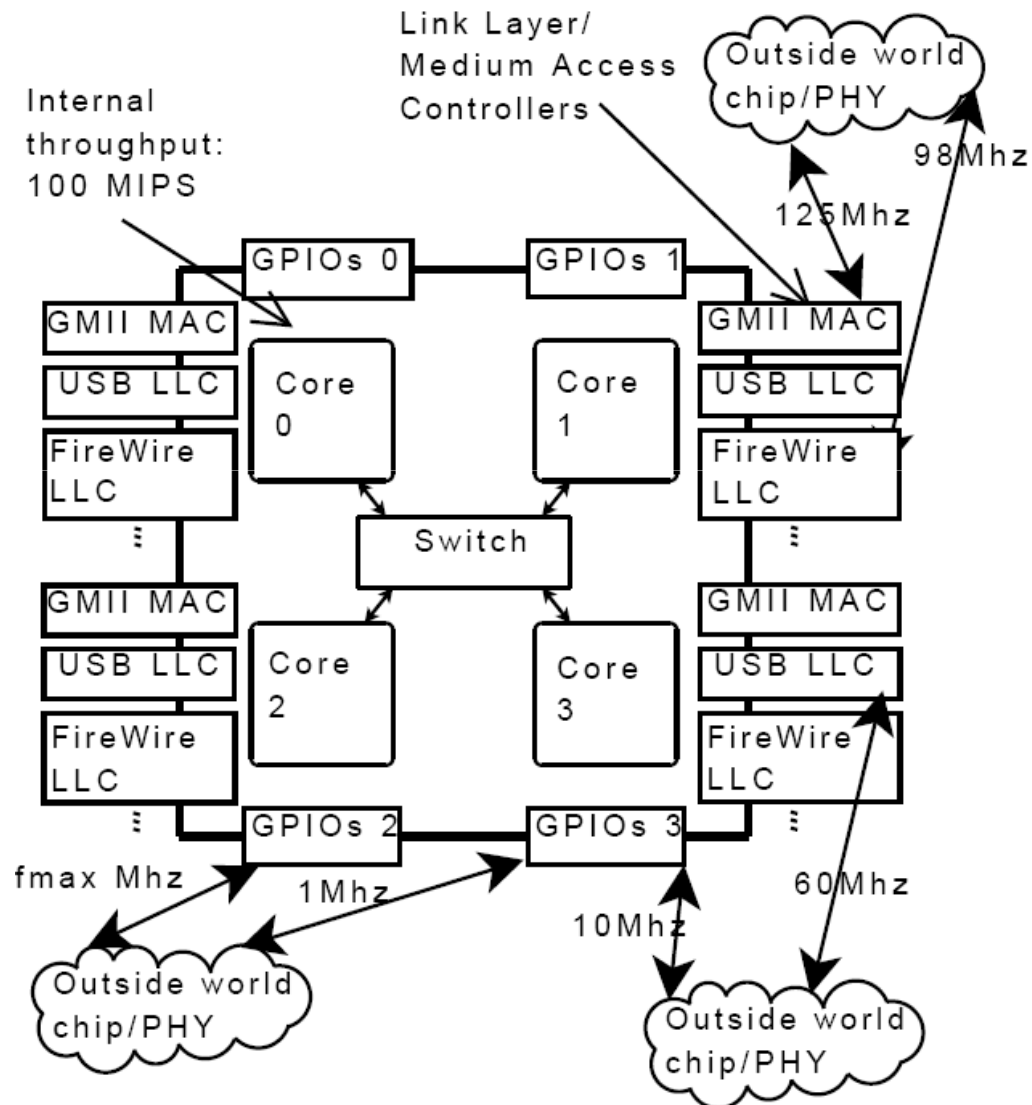 Link Layer/
Medium Access
Controllers
Outside world
chip/PHY
Internal
throughput:
100 MIPS
98Mhz
125Mhz
GPIOs 0
GPIOs 1
GMII MAC
USB LLC
FireWire
LLC
...
Core
0
Core
1
GMII MAC
USB LLC
FireWire
LLC
...
Switch
GMII MAC
USB LLC
FireWire
LLC
...
Core
2
Core
3
GMII MAC
USB LLC
FireWire
LLC
...
GPIOs 2
GPIOs 3
fmax Mhz
1Mhz
10Mhz
60Mhz
Outside world
chip/PHY
Outside world
chip/PHY